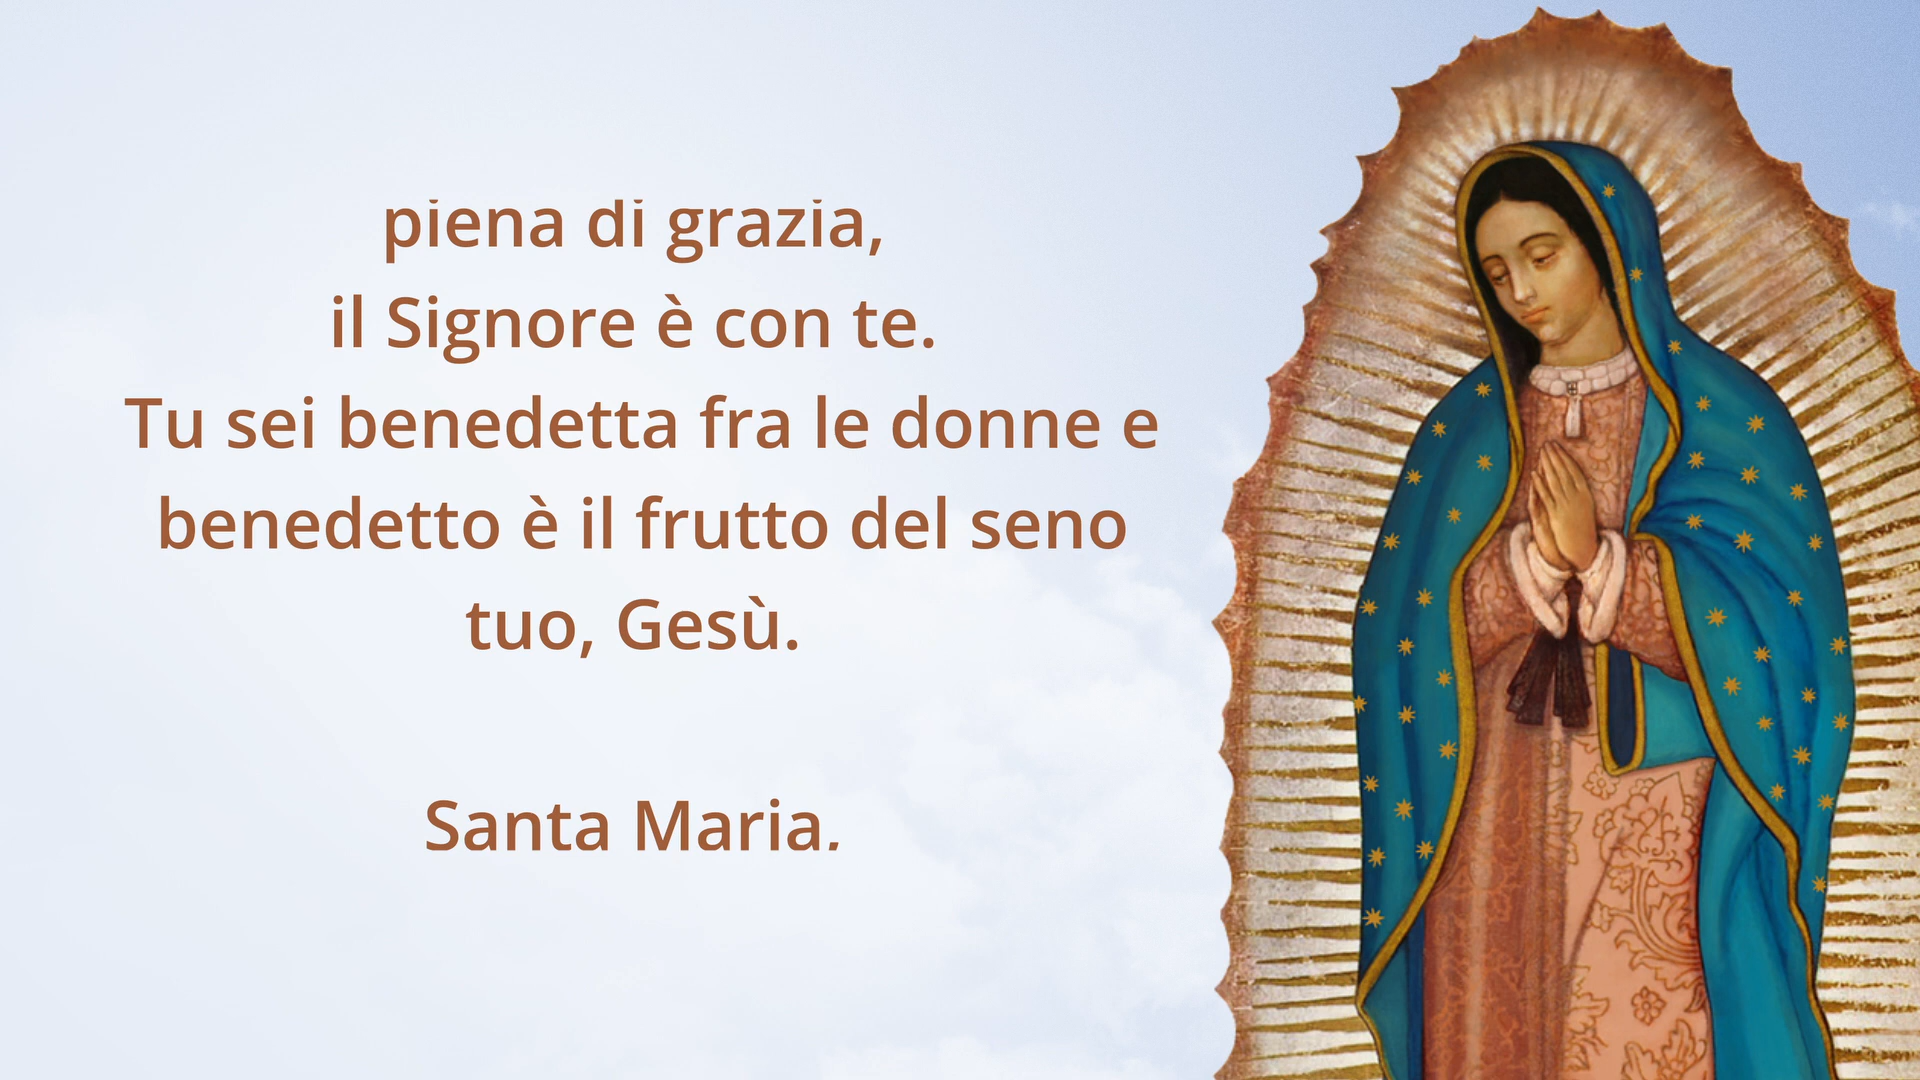 piena di grazia,
il Signore è con te.
Tu sei benedetta fra le donne e
benedetto è il frutto del seno
tuo, Gesù.
Santa Maria,